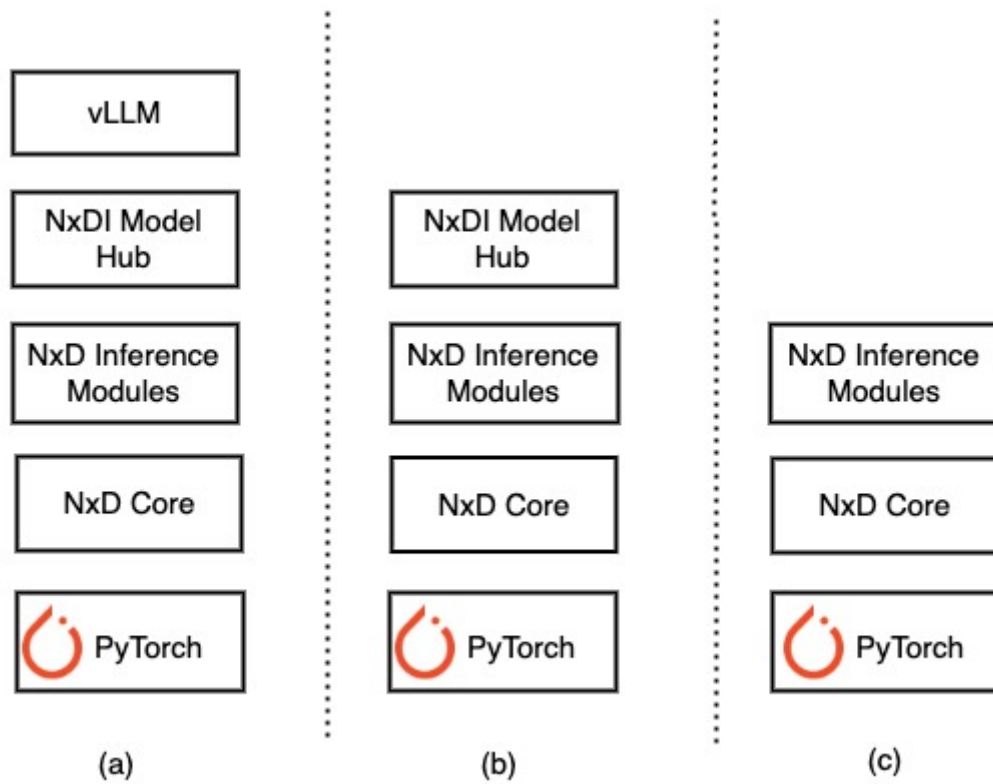 vLLM
NxDI Model
Hub
NxD Inference
Modules
NxD Core
PyTorch
(a)
NxDI Model
Hub
NxD Inference
Modules
NxD Core
PyTorch
(b)
NxD Inference
Modules
NxD Core
PyTorch
(c)